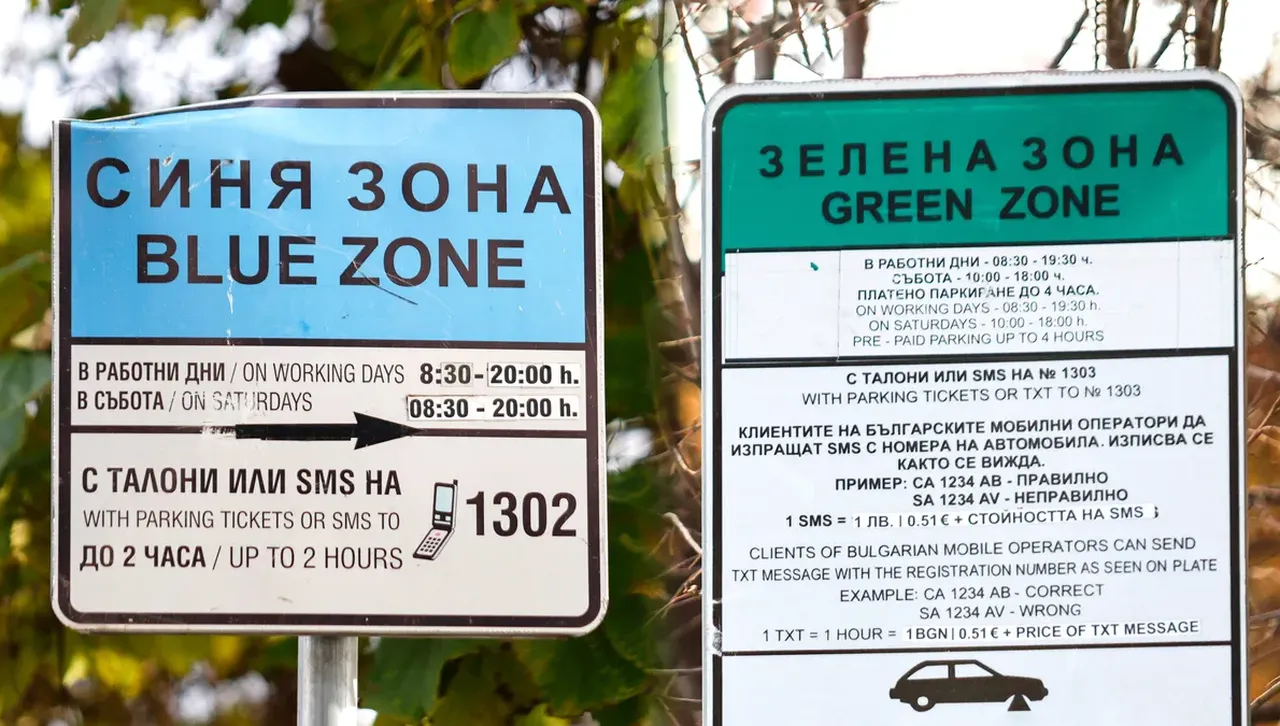 СИНЯ ЗОНА
BLUE ZONE
В РАБОТНИ ДНИ / ON WORKING DAYS 8:30 - 20:00 h.
В СЪБОТА / ON SATURDAYS 08:30 - 20:00 h.
С ТАЛОНИ ИЛИ SMS НА
WITH PARKING TICKETS OR SMS TO
1302
ДО 2 ЧАСА / UP TO 2 HOURS
ЗЕЛЕНА ЗОНА
GREEN ZONE
В РАБОТНИ ДНИ - 08:30 - 19:30 ч.
СЪБОТА - 10:00 - 18:00 ч.
ПЛАТЕНО ПАРКИРАНЕ ДО 4 ЧАСА.
ON WORKING DAYS - 08:30 - 19:30 h.
ON SATURDAYS - 10:00 - 18:00 h.
PRE - PAID PARKING UP TO 4 HOURS
С ТАЛОНИ ИЛИ SMS НА № 1303
WITH PARKING TICKETS OR TXT TO № 1303
КЛИЕНТИТЕ НА БЪЛГАРСКИТЕ МОБИЛНИ ОПЕРАТОРИ ДА
ИЗПРАЩАТ SMS С НОМЕРА НА АВТОМОБИЛА. ИЗПИСВА СЕ
КАКТО СЕ ВИЖДА.
ПРИМЕР: CA 1234 AB - ПРАВИЛНО
SA 1234 AV - НЕПРАВИЛНО
1 SMS = 1 ЛВ. | 0.51 € + СТОЙНОСТТА НА SMS
CLIENTS OF BULGARIAN MOBILE OPERATORS CAN SEND
TXT MESSAGE WITH THE REGISTRATION NUMBER AS SEEN ON PLATE
EXAMPLE: CA 1234 AB - CORRECT
SA 1234 AV - WRONG
1 TXT = 1 HOUR = 1 BGN | 0.51 € + PRICE OF TXT MESSAGE